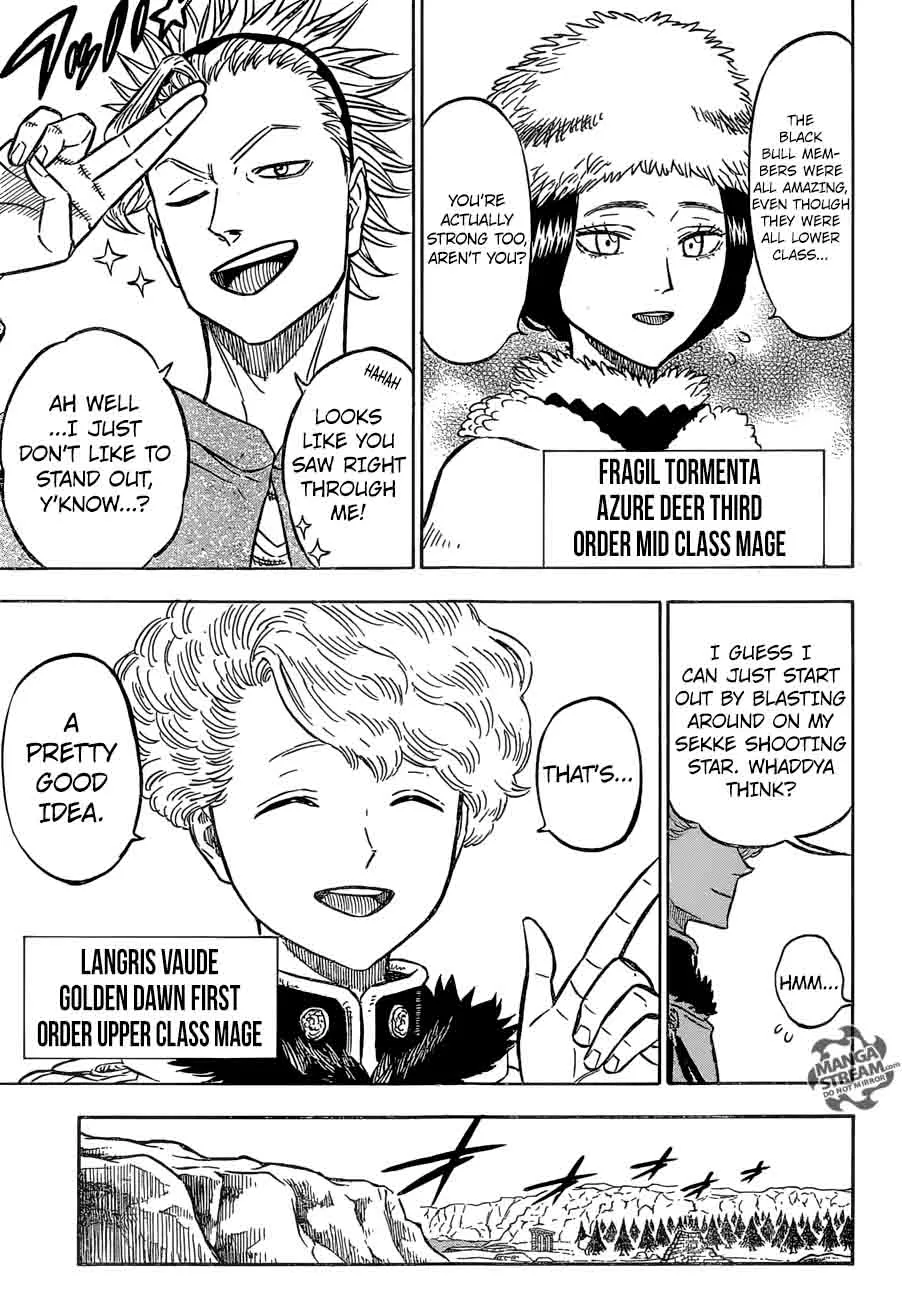 THE
BLACK
BULL MEM-
BERS WERE
ALL AMAZING,
EVEN THOUGH
THEY WERE
ALL LOWER
CLASS...
YOU'RE
ACTUALLY
STRONG TOO,
AREN'T YOU?
FRAGIL TORMENTA
AZURE DEER THIRD
ORDER MID CLASS MAGE
HAHAH
LOOKS
LIKE YOU
SAW RIGHT
THROUGH
ME!
AH WELL
...I JUST
DON'T LIKE TO
STAND OUT,
Y'KNOW...?
I GUESS I
CAN JUST START
OUT BY BLASTING
AROUND ON MY
SEKKE SHOOTING
STAR. WHADDYA
THINK?
HMM...
THAT'S...
A
PRETTY
GOOD
IDEA.
LANGRIS VAUDE
GOLDEN DAWN FIRST
ORDER UPPER CLASS MAGE
MANGA
STREAM.com
DO NOT MIRROR